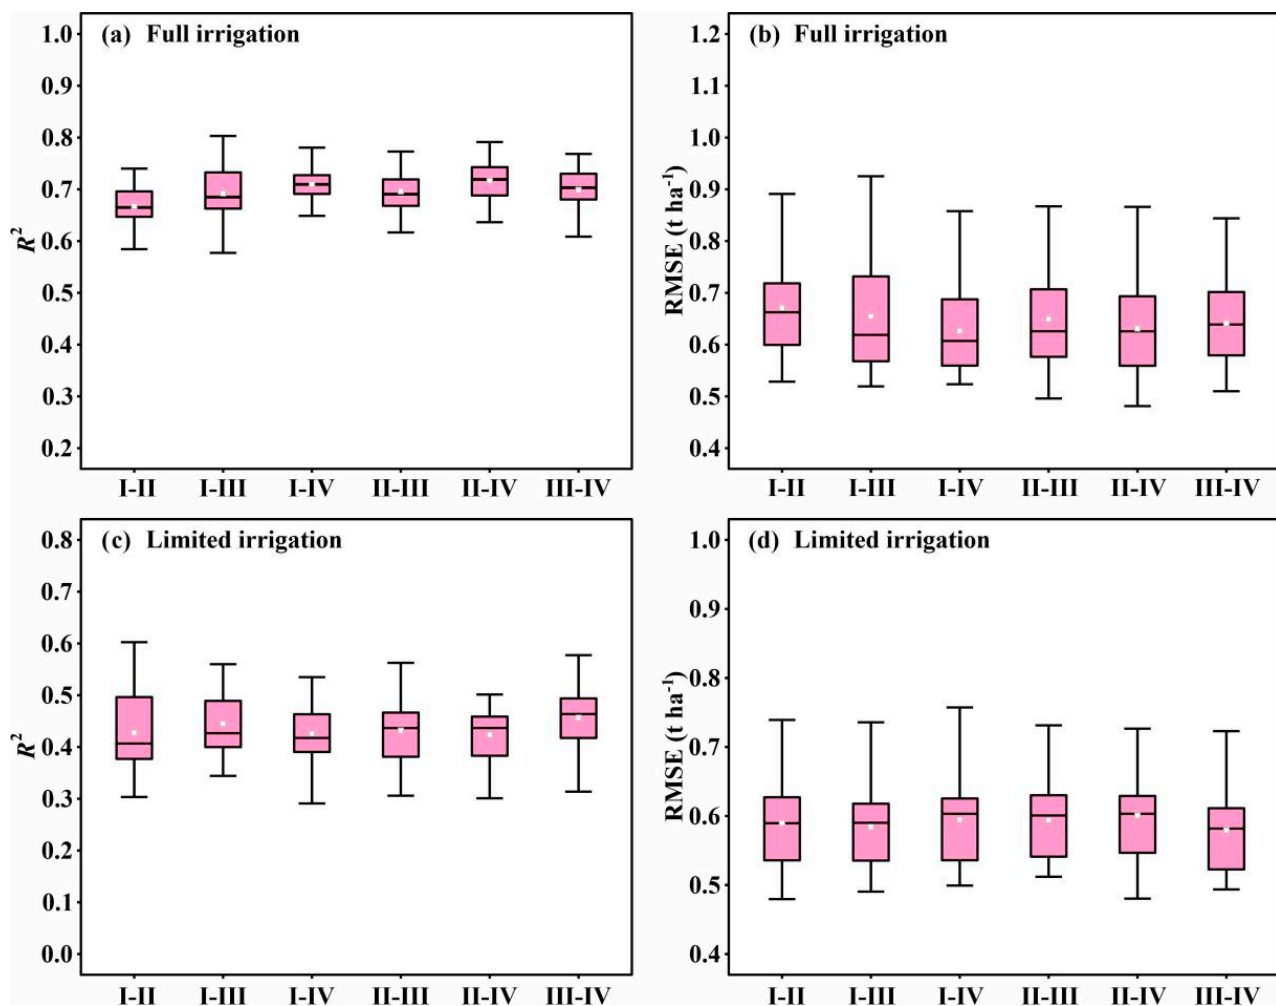 (a) Full irrigation
R²
1.0
0.9
0.8
0.7
0.6
0.5
0.4
0.3
0.2
I-II I-III I-IV II-III II-IV III-IV
(b) Full irrigation
RMSE (t ha⁻¹)
1.2
1.1
1.0
0.9
0.8
0.7
0.6
0.5
0.4
I-II I-III I-IV II-III II-IV III-IV
(c) Limited irrigation
R²
0.8
0.7
0.6
0.5
0.4
0.3
0.2
0.1
0.0
I-II I-III I-IV II-III II-IV III-IV
(d) Limited irrigation
RMSE (t ha⁻¹)
1.0
0.9
0.8
0.7
0.6
0.5
0.4
I-II I-III I-IV II-III II-IV III-IV